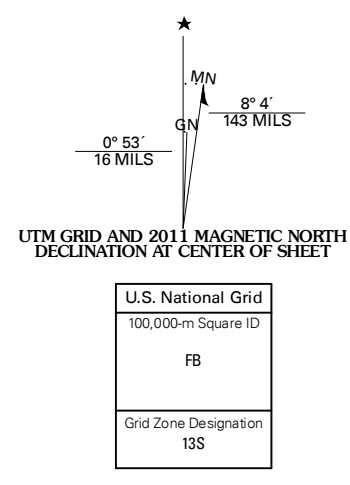 ★
MN
8° 4´
143 MILS
GN
0° 53´
16 MILS
UTM GRID AND 2011 MAGNETIC NORTH
DECLINATION AT CENTER OF SHEET
U.S. National Grid
100,000-m Square ID
FB
Grid Zone Designation
13S